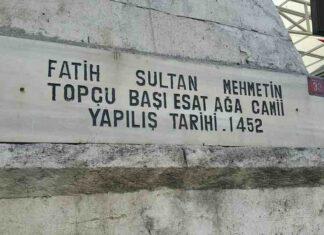 FATİH SULTAN MEHMETİN
TOPÇU BAŞI ESAT AĞA CAMİİ
YAPILIŞ TARİHİ.1452